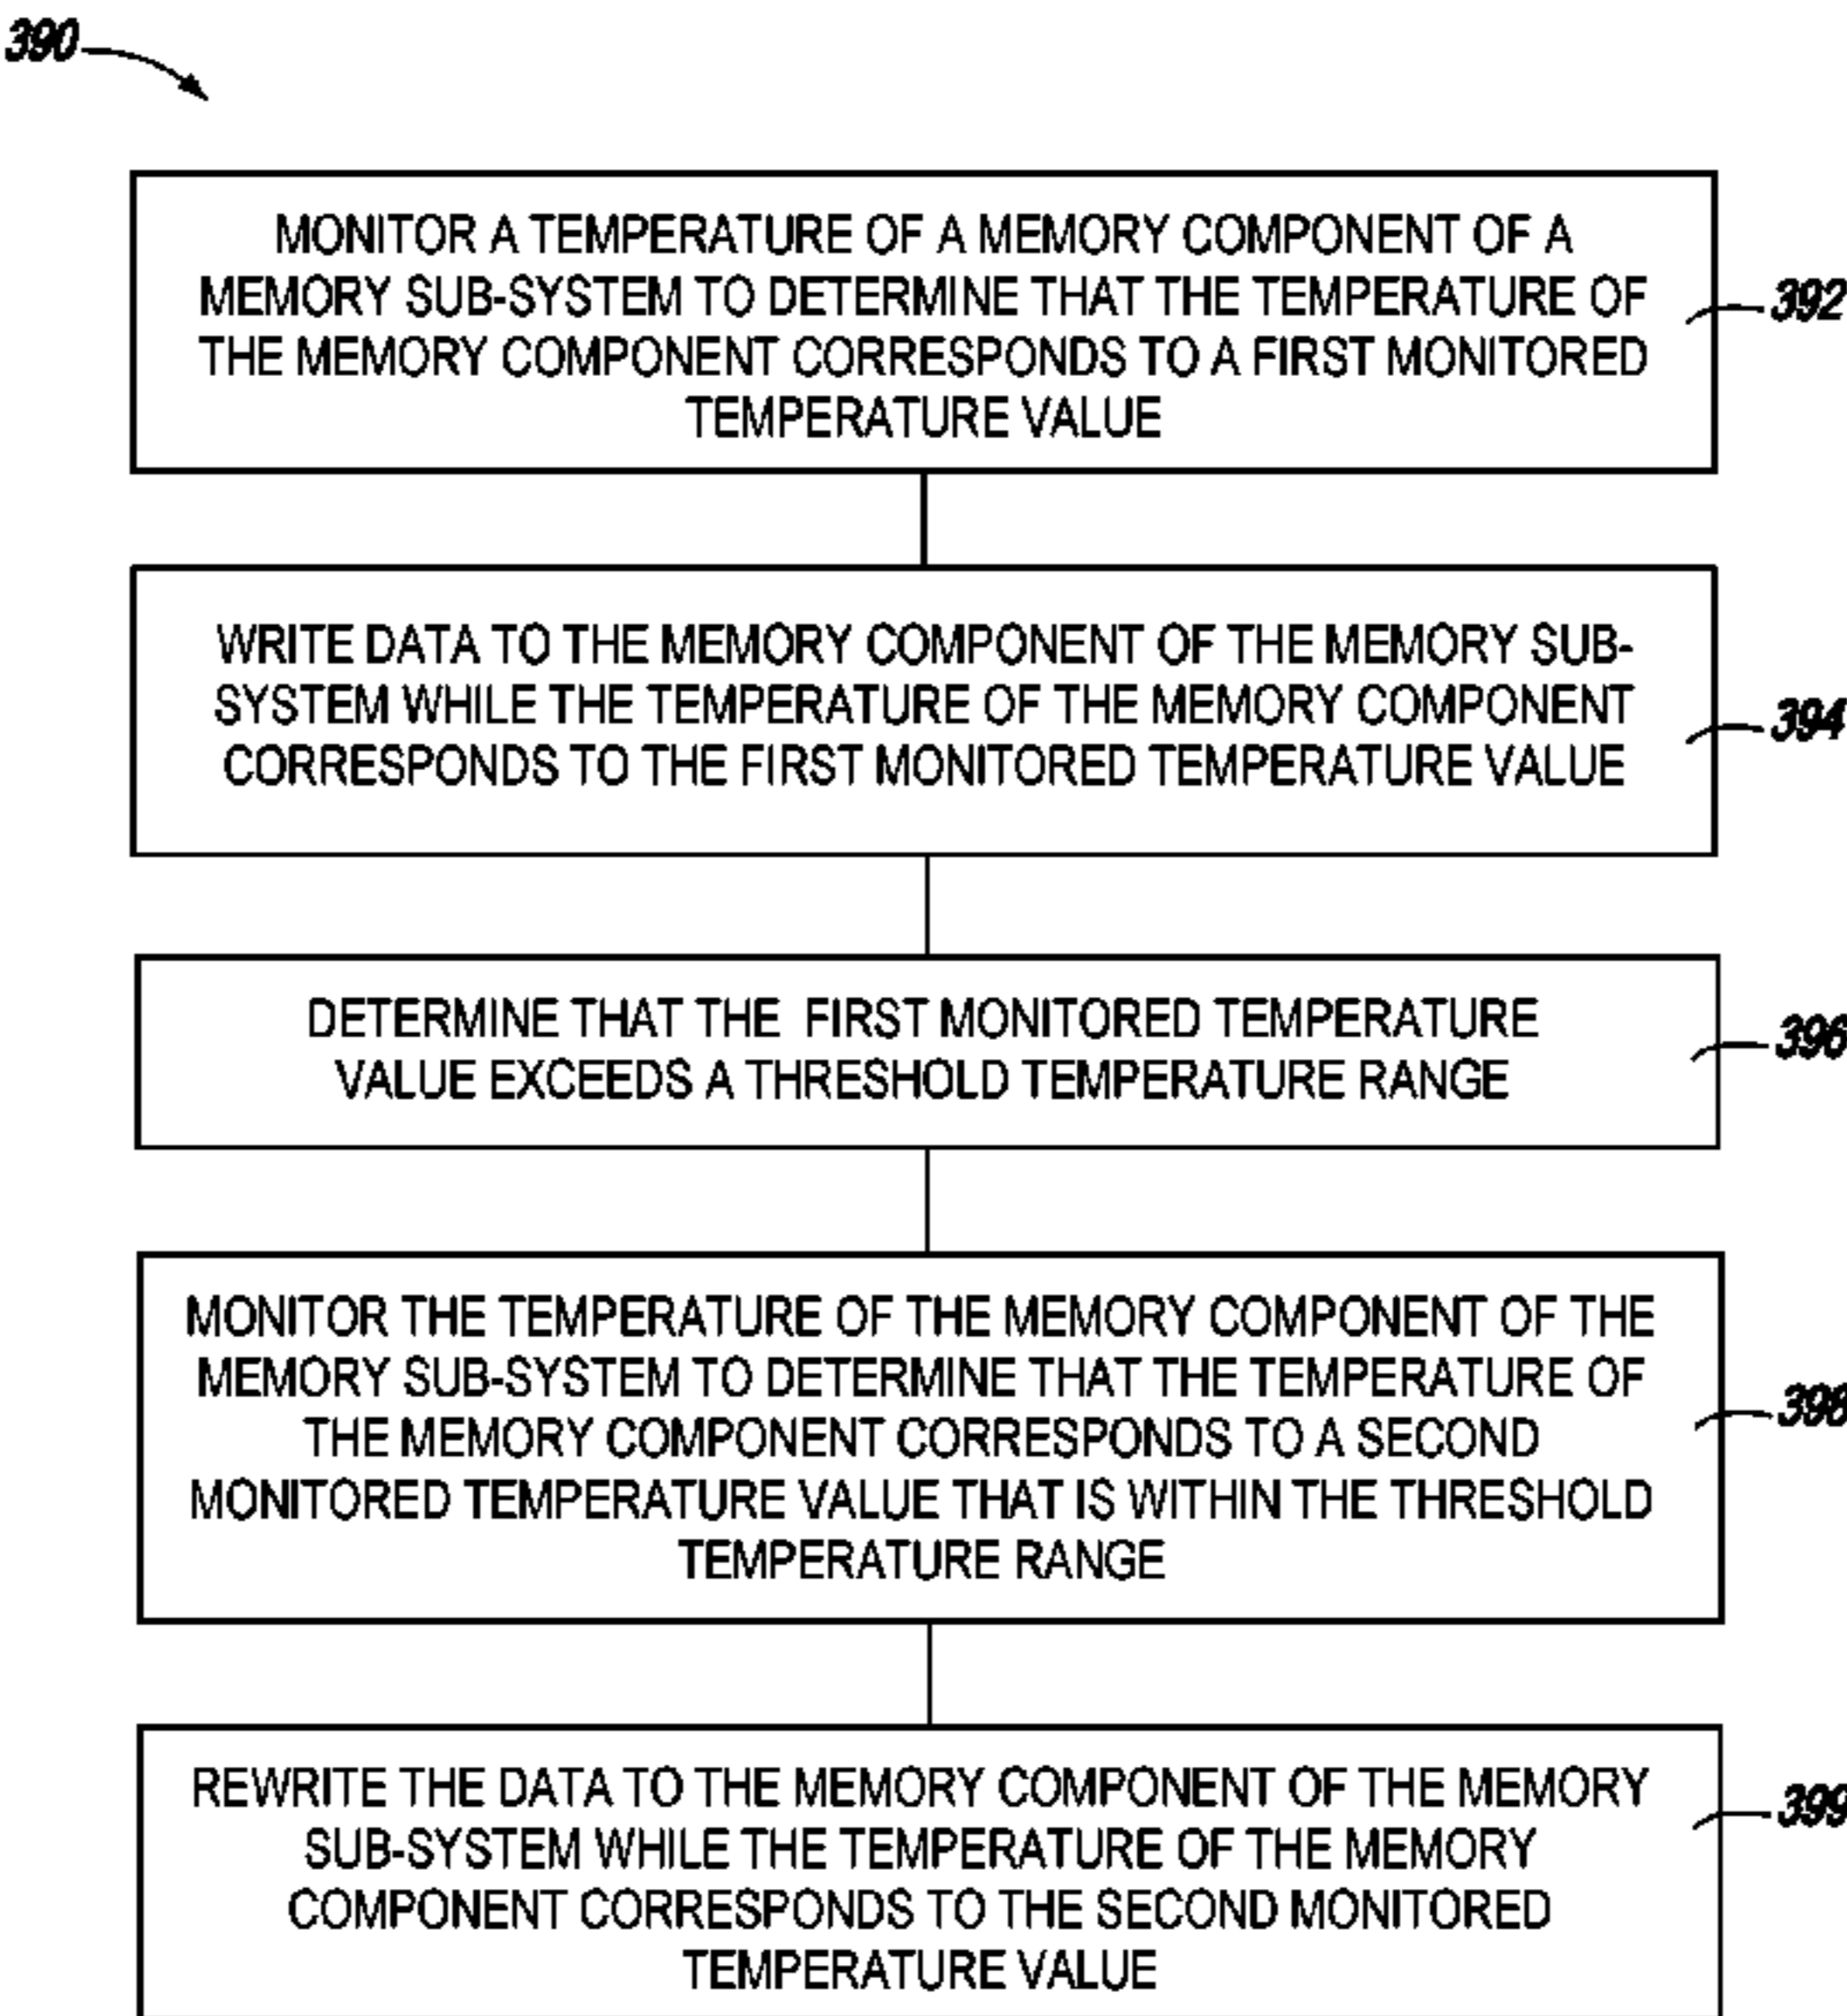 390
MONITOR A TEMPERATURE OF A MEMORY COMPONENT OF A
MEMORY SUB-SYSTEM TO DETERMINE THAT THE TEMPERATURE OF
THE MEMORY COMPONENT CORRESPONDS TO A FIRST MONITORED
TEMPERATURE VALUE
392
WRITE DATA TO THE MEMORY COMPONENT OF THE MEMORY SUB-
SYSTEM WHILE THE TEMPERATURE OF THE MEMORY COMPONENT
CORRESPONDS TO THE FIRST MONITORED TEMPERATURE VALUE
394
DETERMINE THAT THE FIRST MONITORED TEMPERATURE
VALUE EXCEEDS A THRESHOLD TEMPERATURE RANGE
396
MONITOR THE TEMPERATURE OF THE MEMORY COMPONENT OF THE
MEMORY SUB-SYSTEM TO DETERMINE THAT THE TEMPERATURE OF
THE MEMORY COMPONENT CORRESPONDS TO A SECOND
MONITORED TEMPERATURE VALUE THAT IS WITHIN THE THRESHOLD
TEMPERATURE RANGE
398
REWRITE THE DATA TO THE MEMORY COMPONENT OF THE MEMORY
SUB-SYSTEM WHILE THE TEMPERATURE OF THE MEMORY
COMPONENT CORRESPONDS TO THE SECOND MONITORED
TEMPERATURE VALUE
399